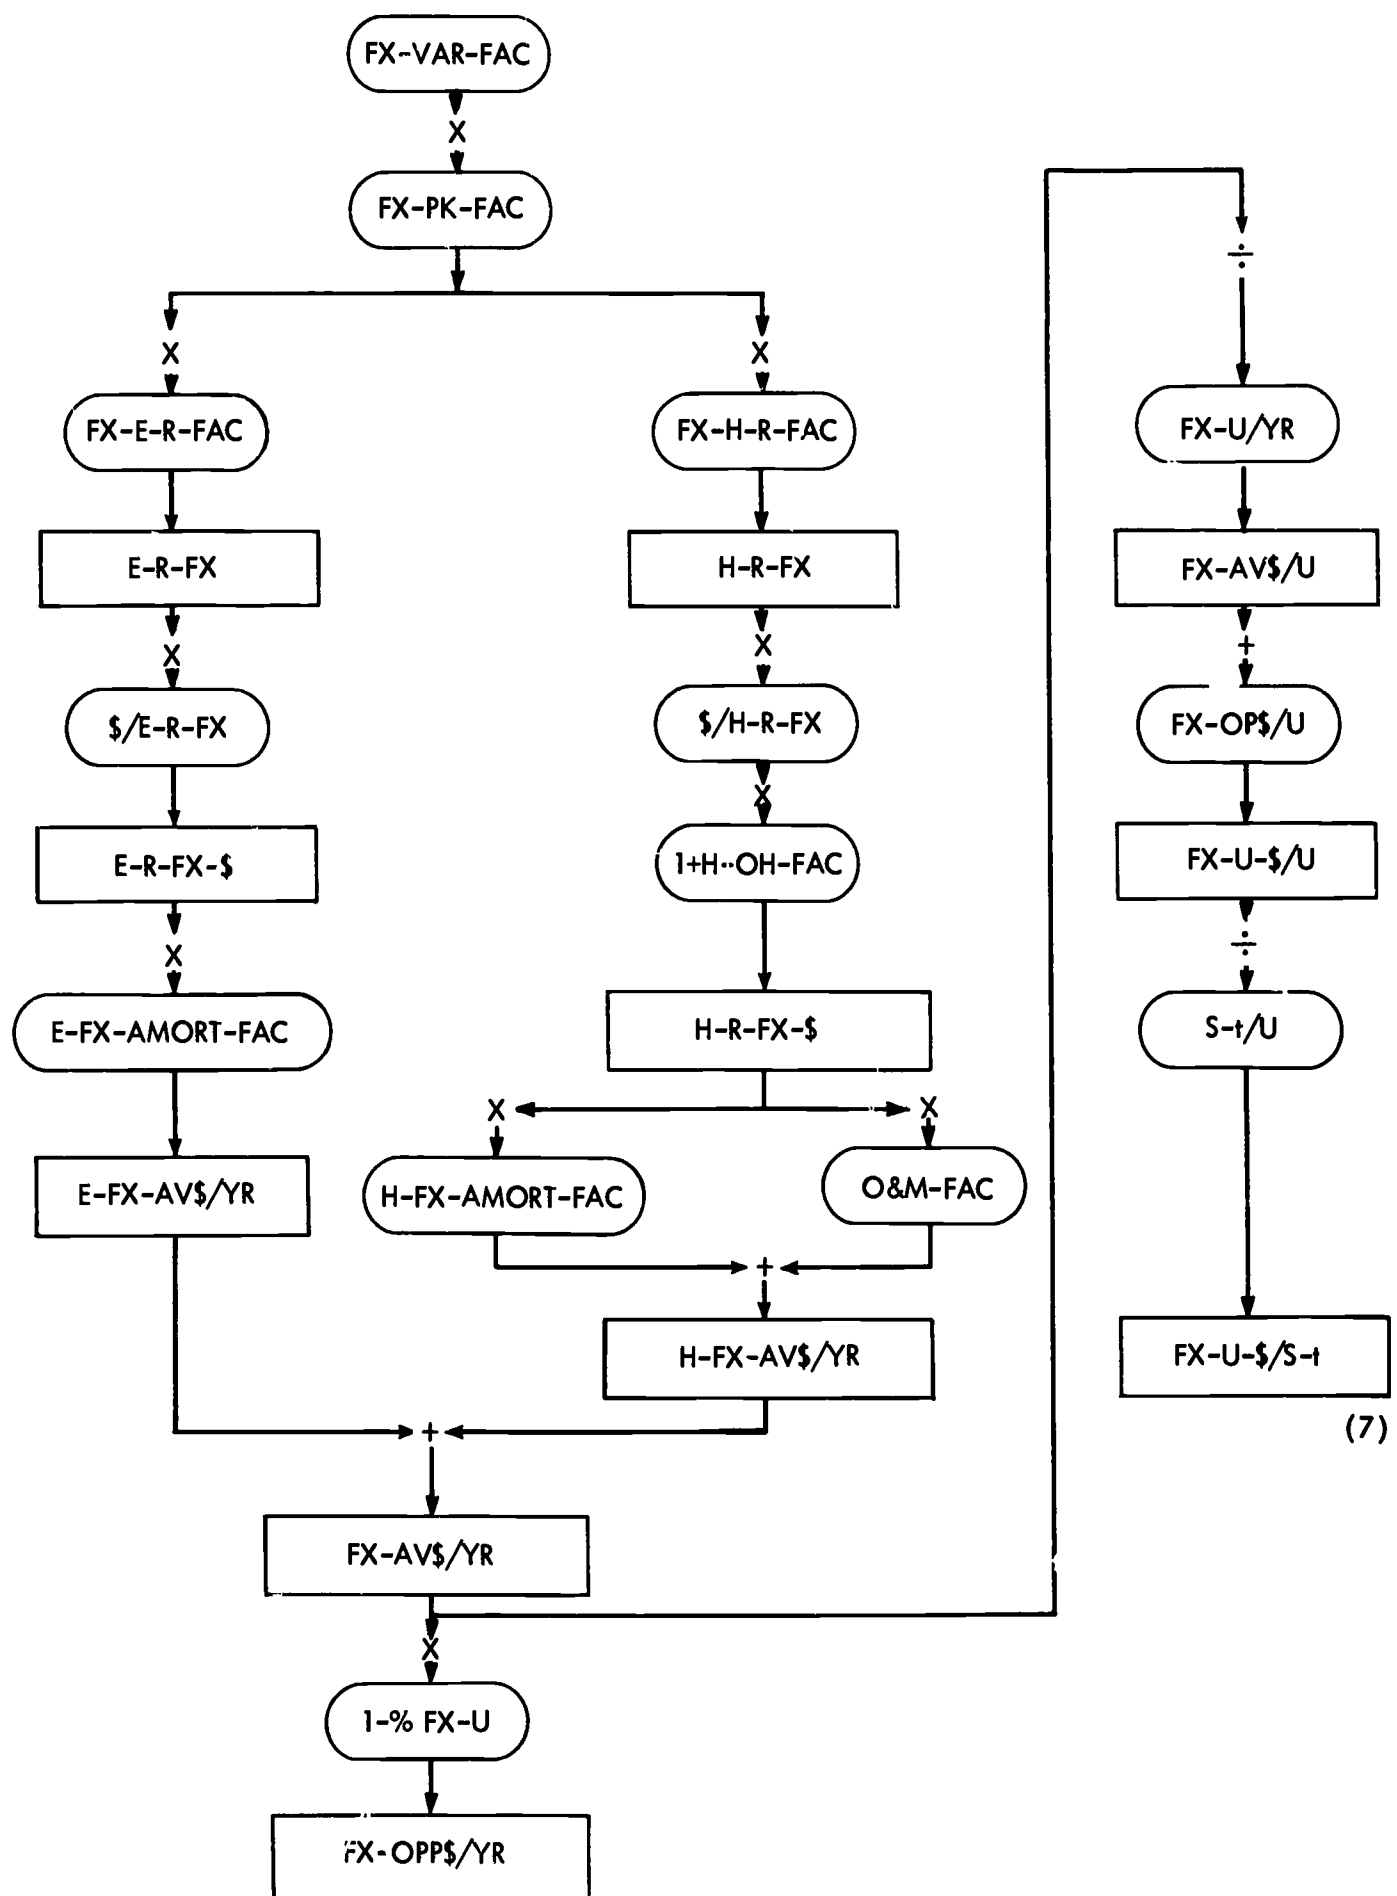 FX-VAR-FAC
X
FX-PK-FAC
X
X
FX-E-R-FAC
FX-H-R-FAC
E-R-FX
H-R-FX
X
X
$/E-R-FX
$/H-R-FX
X
E-R-FX-$
1+H-OH-FAC
X
E-FX-AMORT-FAC
H-R-FX-$
X
X
E-FX-AV$/YR
H-FX-AMORT-FAC
O&M-FAC
+
H-FX-AV$/YR
+
FX-AV$/YR
X
1-% FX-U
FX-OPP$/YR
÷
FX-U/YR
FX-AV$/U
+
FX-OP$/U
FX-U-$/U
÷
S-t/U
FX-U-$/S-t
(7)